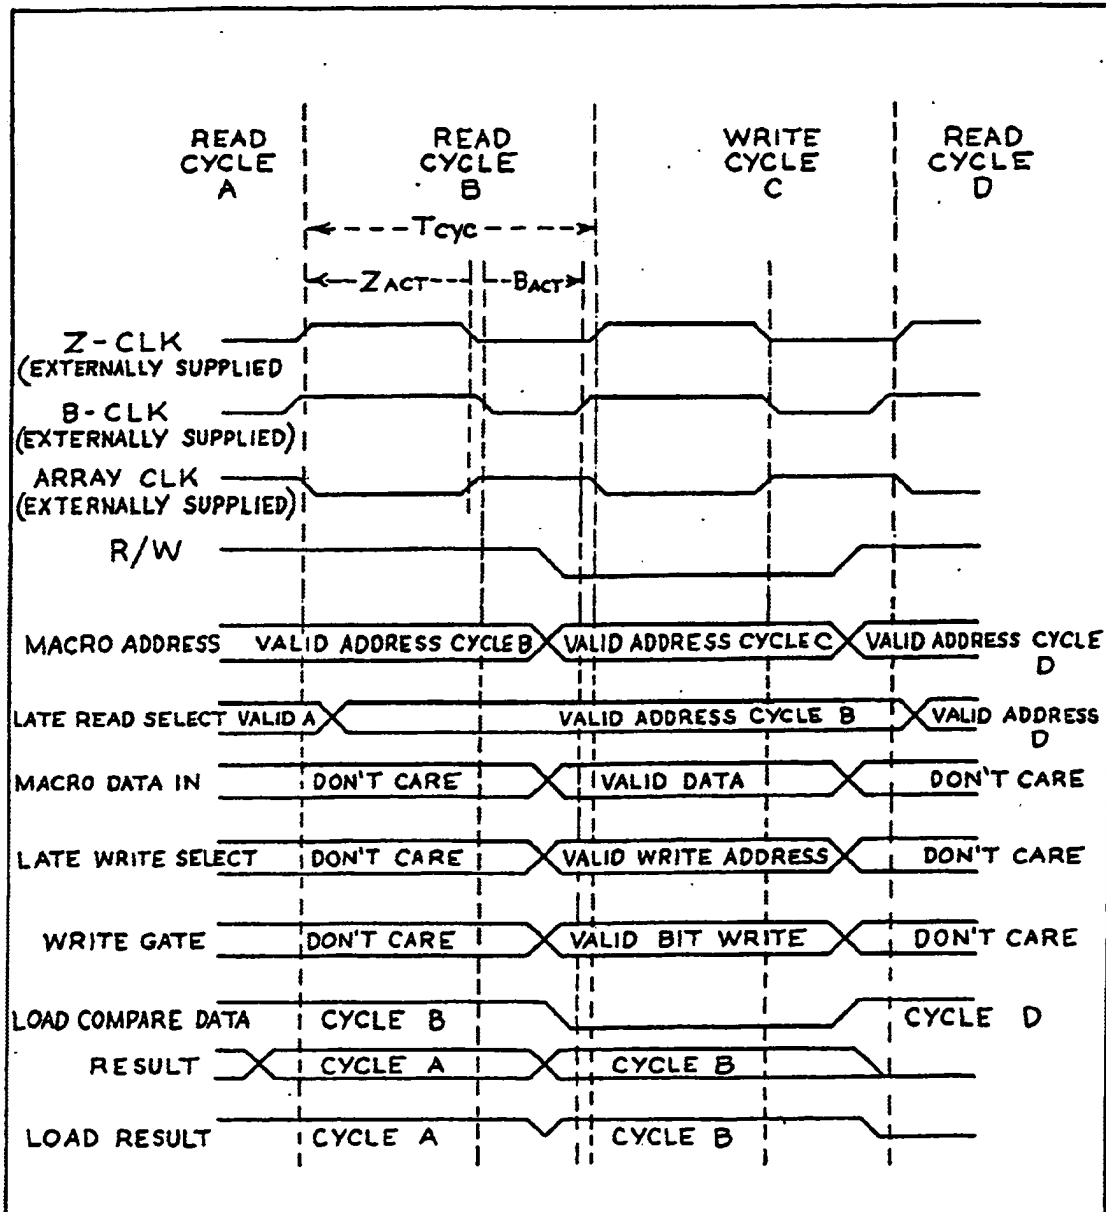 READ CYCLE A
READ CYCLE B
WRITE CYCLE C
READ CYCLE D
TCYC
ZACT
BACT
Z-CLK
(EXTERNALLY SUPPLIED
B-CLK
(EXTERNALLY SUPPLIED)
ARRAY CLK
(EXTERNALLY SUPPLIED)
R/W
MACRO ADDRESS VALID ADDRESS CYCLE B VALID ADDRESS CYCLE C VALID ADDRESS CYCLE D
LATE READ SELECT VALID A VALID ADDRESS CYCLE B VALID ADDRESS D
MACRO DATA IN DON'T CARE VALID DATA DON'T CARE
LATE WRITE SELECT DON'T CARE VALID WRITE ADDRESS DON'T CARE
WRITE GATE DON'T CARE VALID BIT WRITE DON'T CARE
LOAD COMPARE DATA CYCLE B CYCLE D
RESULT CYCLE A CYCLE B
LOAD RESULT CYCLE A CYCLE B